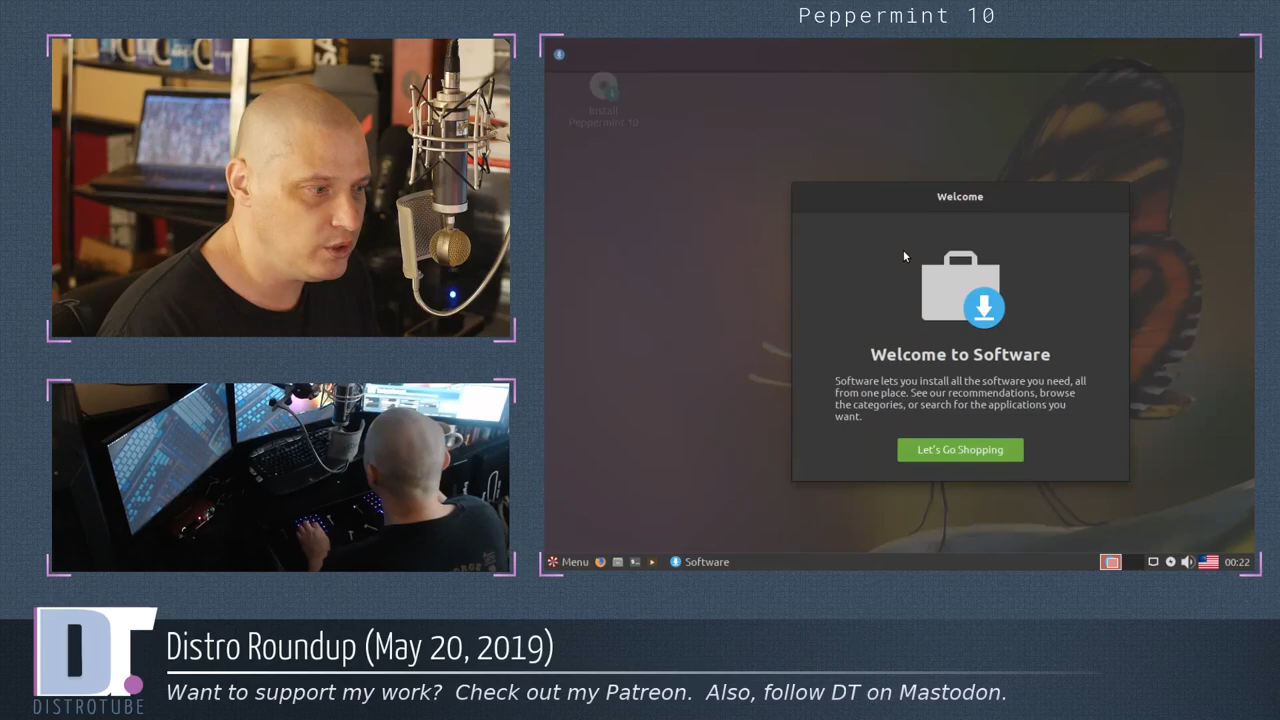 Peppermint 10
Install
Peppermint 10
Welcome
Welcome to Software
Software lets you install all the software you need, all
from one place. See our recommendations, browse
the categories, or search for the applications you
want.
Let's Go Shopping
Menu
Software
00:22
DT
DISTROTUBE
Distro Roundup (May 20, 2019)
Want to support my work? Check out my Patreon. Also, follow DT on Mastodon.